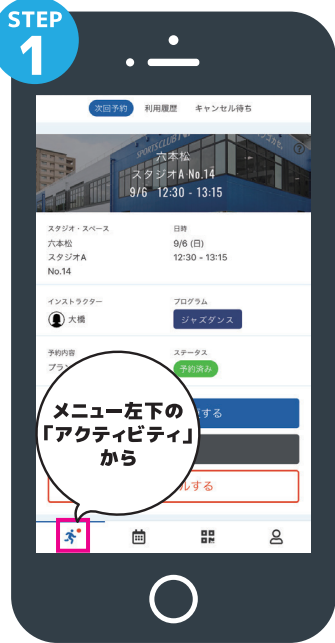 STEP
1
次回予約 利用履歴 キャンセル待ち
六本松
スタジオA No.14
9/6 12:30 - 13:15
スタジオ・スペース 日時
六本松 9/6 (日)
スタジオA 12:30 - 13:15
No.14
インストラクター プログラム
大橋 ジャズダンス
予約内容 ステータス
プラン 予約済み
する
ルする
メニュー左下の
「アクティビティ」
から